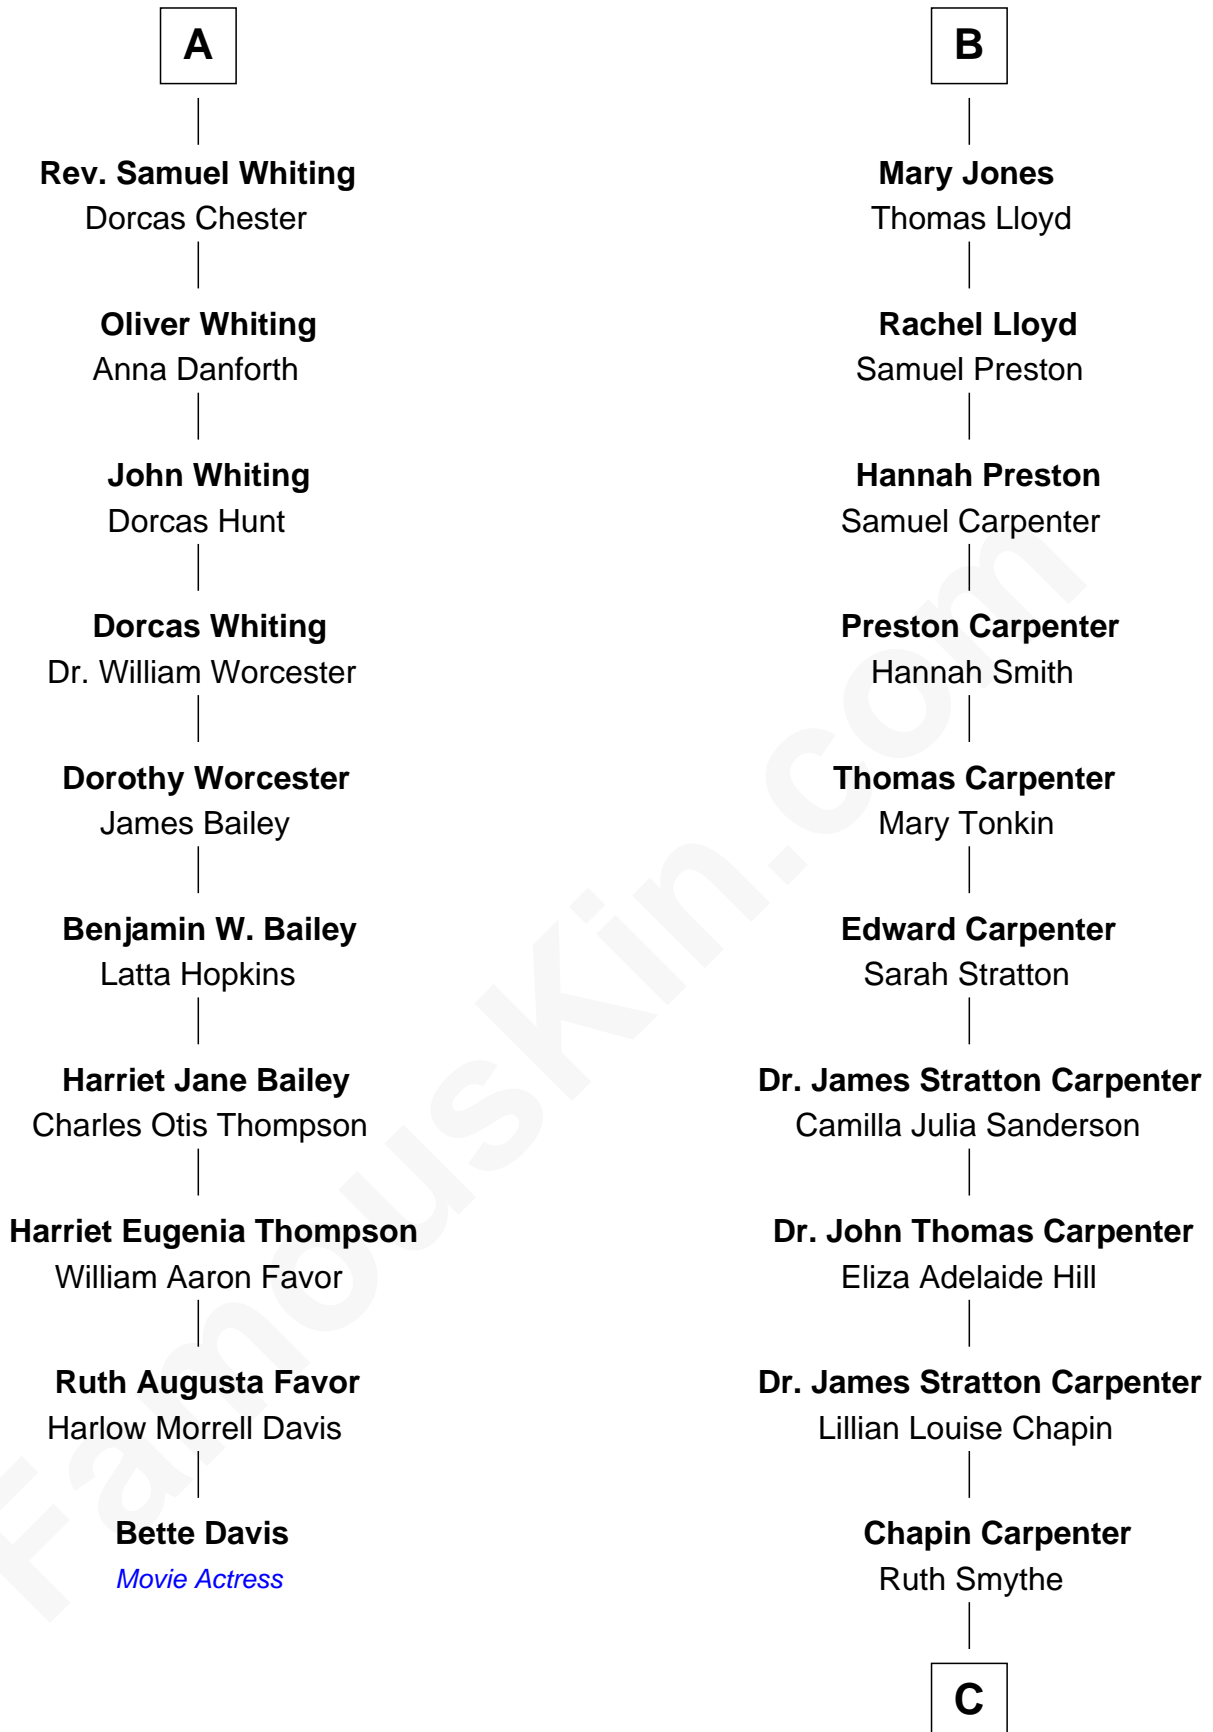 A
Rev. Samuel Whiting
Dorcas Chester
Oliver Whiting
Anna Danforth
John Whiting
Dorcas Hunt
Dorcas Whiting
Dr. William Worcester
Dorothy Worcester
James Bailey
Benjamin W. Bailey
Latta Hopkins
Harriet Jane Bailey
Charles Otis Thompson
Harriet Eugenia Thompson
William Aaron Favor
Ruth Augusta Favor
Harlow Morrell Davis
Bette Davis
Movie Actress
B
Mary Jones
Thomas Lloyd
Rachel Lloyd
Samuel Preston
Hannah Preston
Samuel Carpenter
Preston Carpenter
Hannah Smith
Thomas Carpenter
Mary Tonkin
Edward Carpenter
Sarah Stratton
Dr. James Stratton Carpenter
Camilla Julia Sanderson
Dr. John Thomas Carpenter
Eliza Adelaide Hill
Dr. James Stratton Carpenter
Lillian Louise Chapin
Chapin Carpenter
Ruth Smythe
C
FamousKin.com